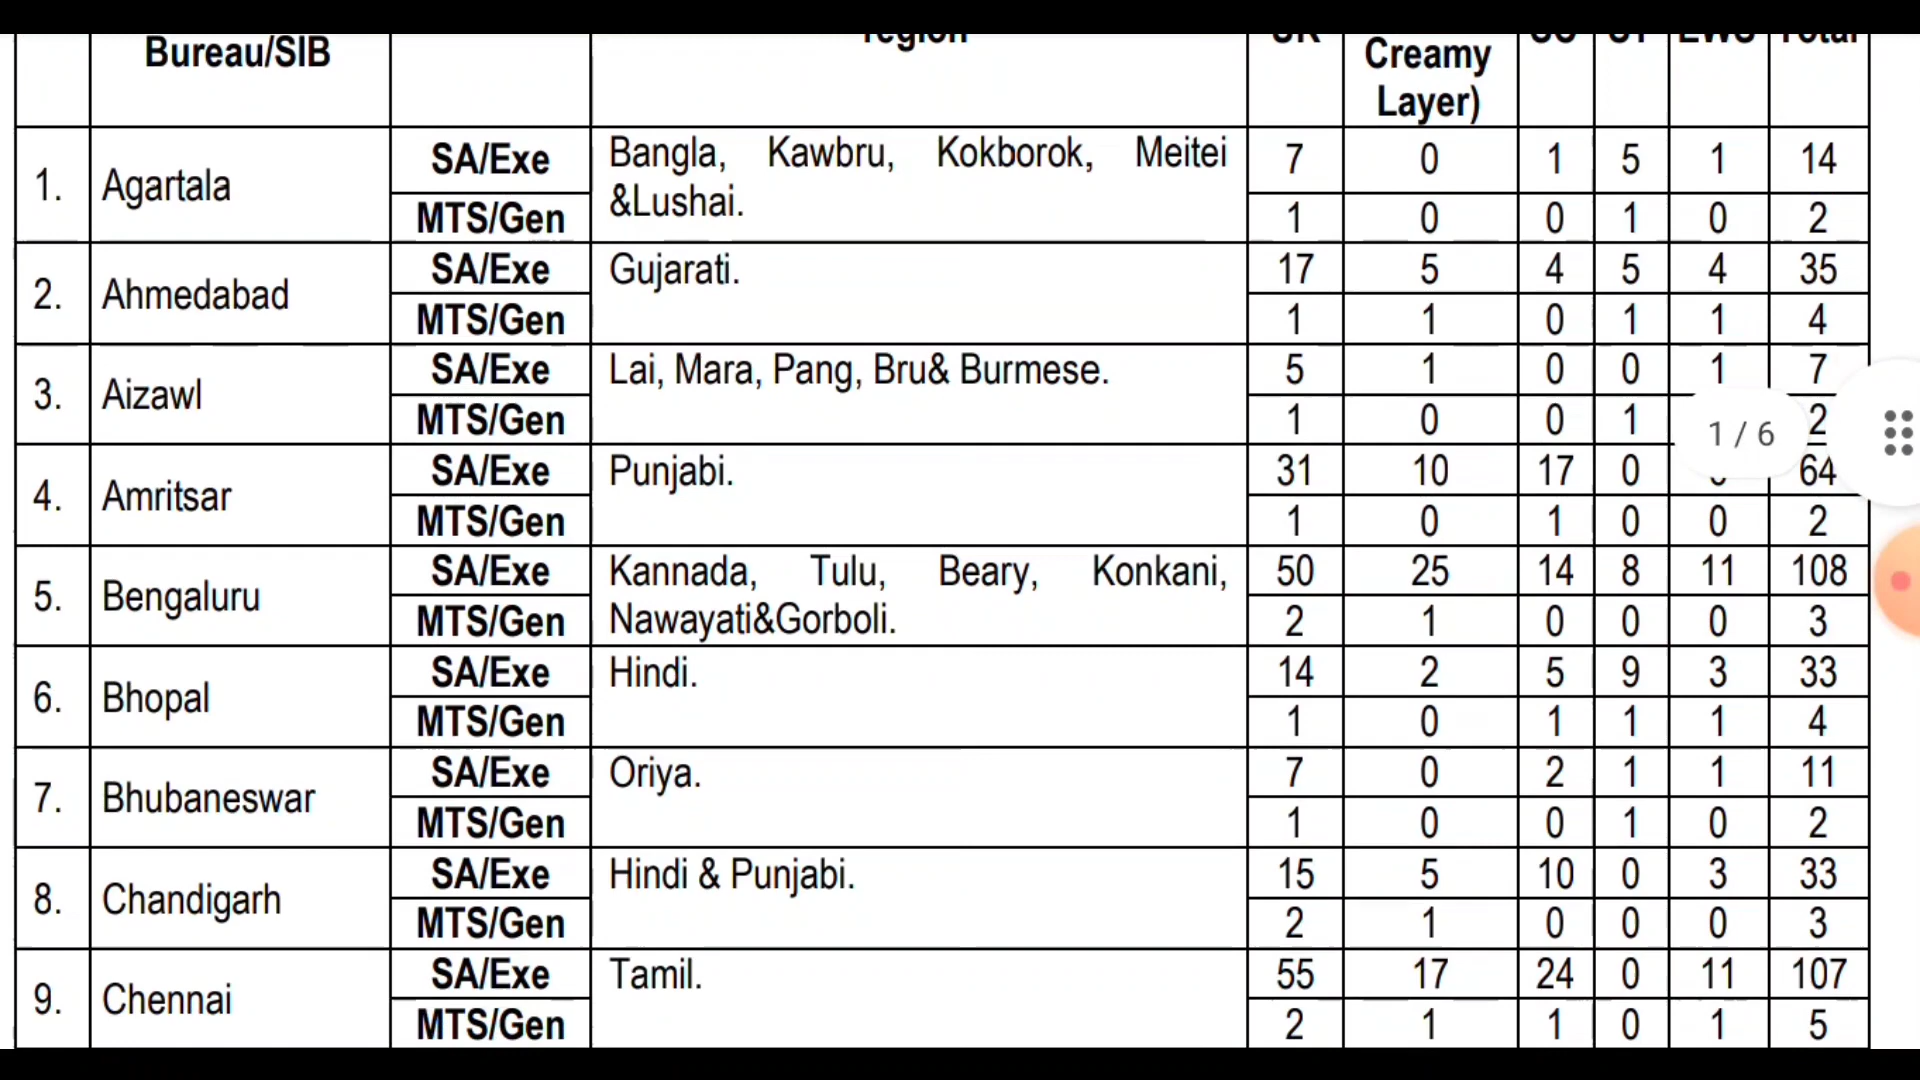 Bureau/SIB region UR Creamy SC ST EWS Total
Layer)
1. Agartala SA/Exe Bangla, Kawbru, Kokborok, Meitei 7 0 1 5 1 14
&Lushai.
MTS/Gen 1 0 0 1 0 2
2. Ahmedabad SA/Exe Gujarati. 17 5 4 5 4 35
MTS/Gen 1 1 0 1 1 4
3. Aizawl SA/Exe Lai, Mara, Pang, Bru& Burmese. 5 1 0 0 1 7
MTS/Gen 1 0 0 1 2
1 / 6
4. Amritsar SA/Exe Punjabi. 31 10 17 0 64
MTS/Gen 1 0 1 0 0 2
5. Bengaluru SA/Exe Kannada, Tulu, Beary, Konkani, 50 25 14 8 11 108
MTS/Gen Nawayati&Gorboli. 2 1 0 0 0 3
6. Bhopal SA/Exe Hindi. 14 2 5 9 3 33
MTS/Gen 1 0 1 1 1 4
7. Bhubaneswar SA/Exe Oriya. 7 0 2 1 1 11
MTS/Gen 1 0 0 1 0 2
8. Chandigarh SA/Exe Hindi & Punjabi. 15 5 10 0 3 33
MTS/Gen 2 1 0 0 0 3
9. Chennai SA/Exe Tamil. 55 17 24 0 11 107
MTS/Gen 2 1 1 0 1 5